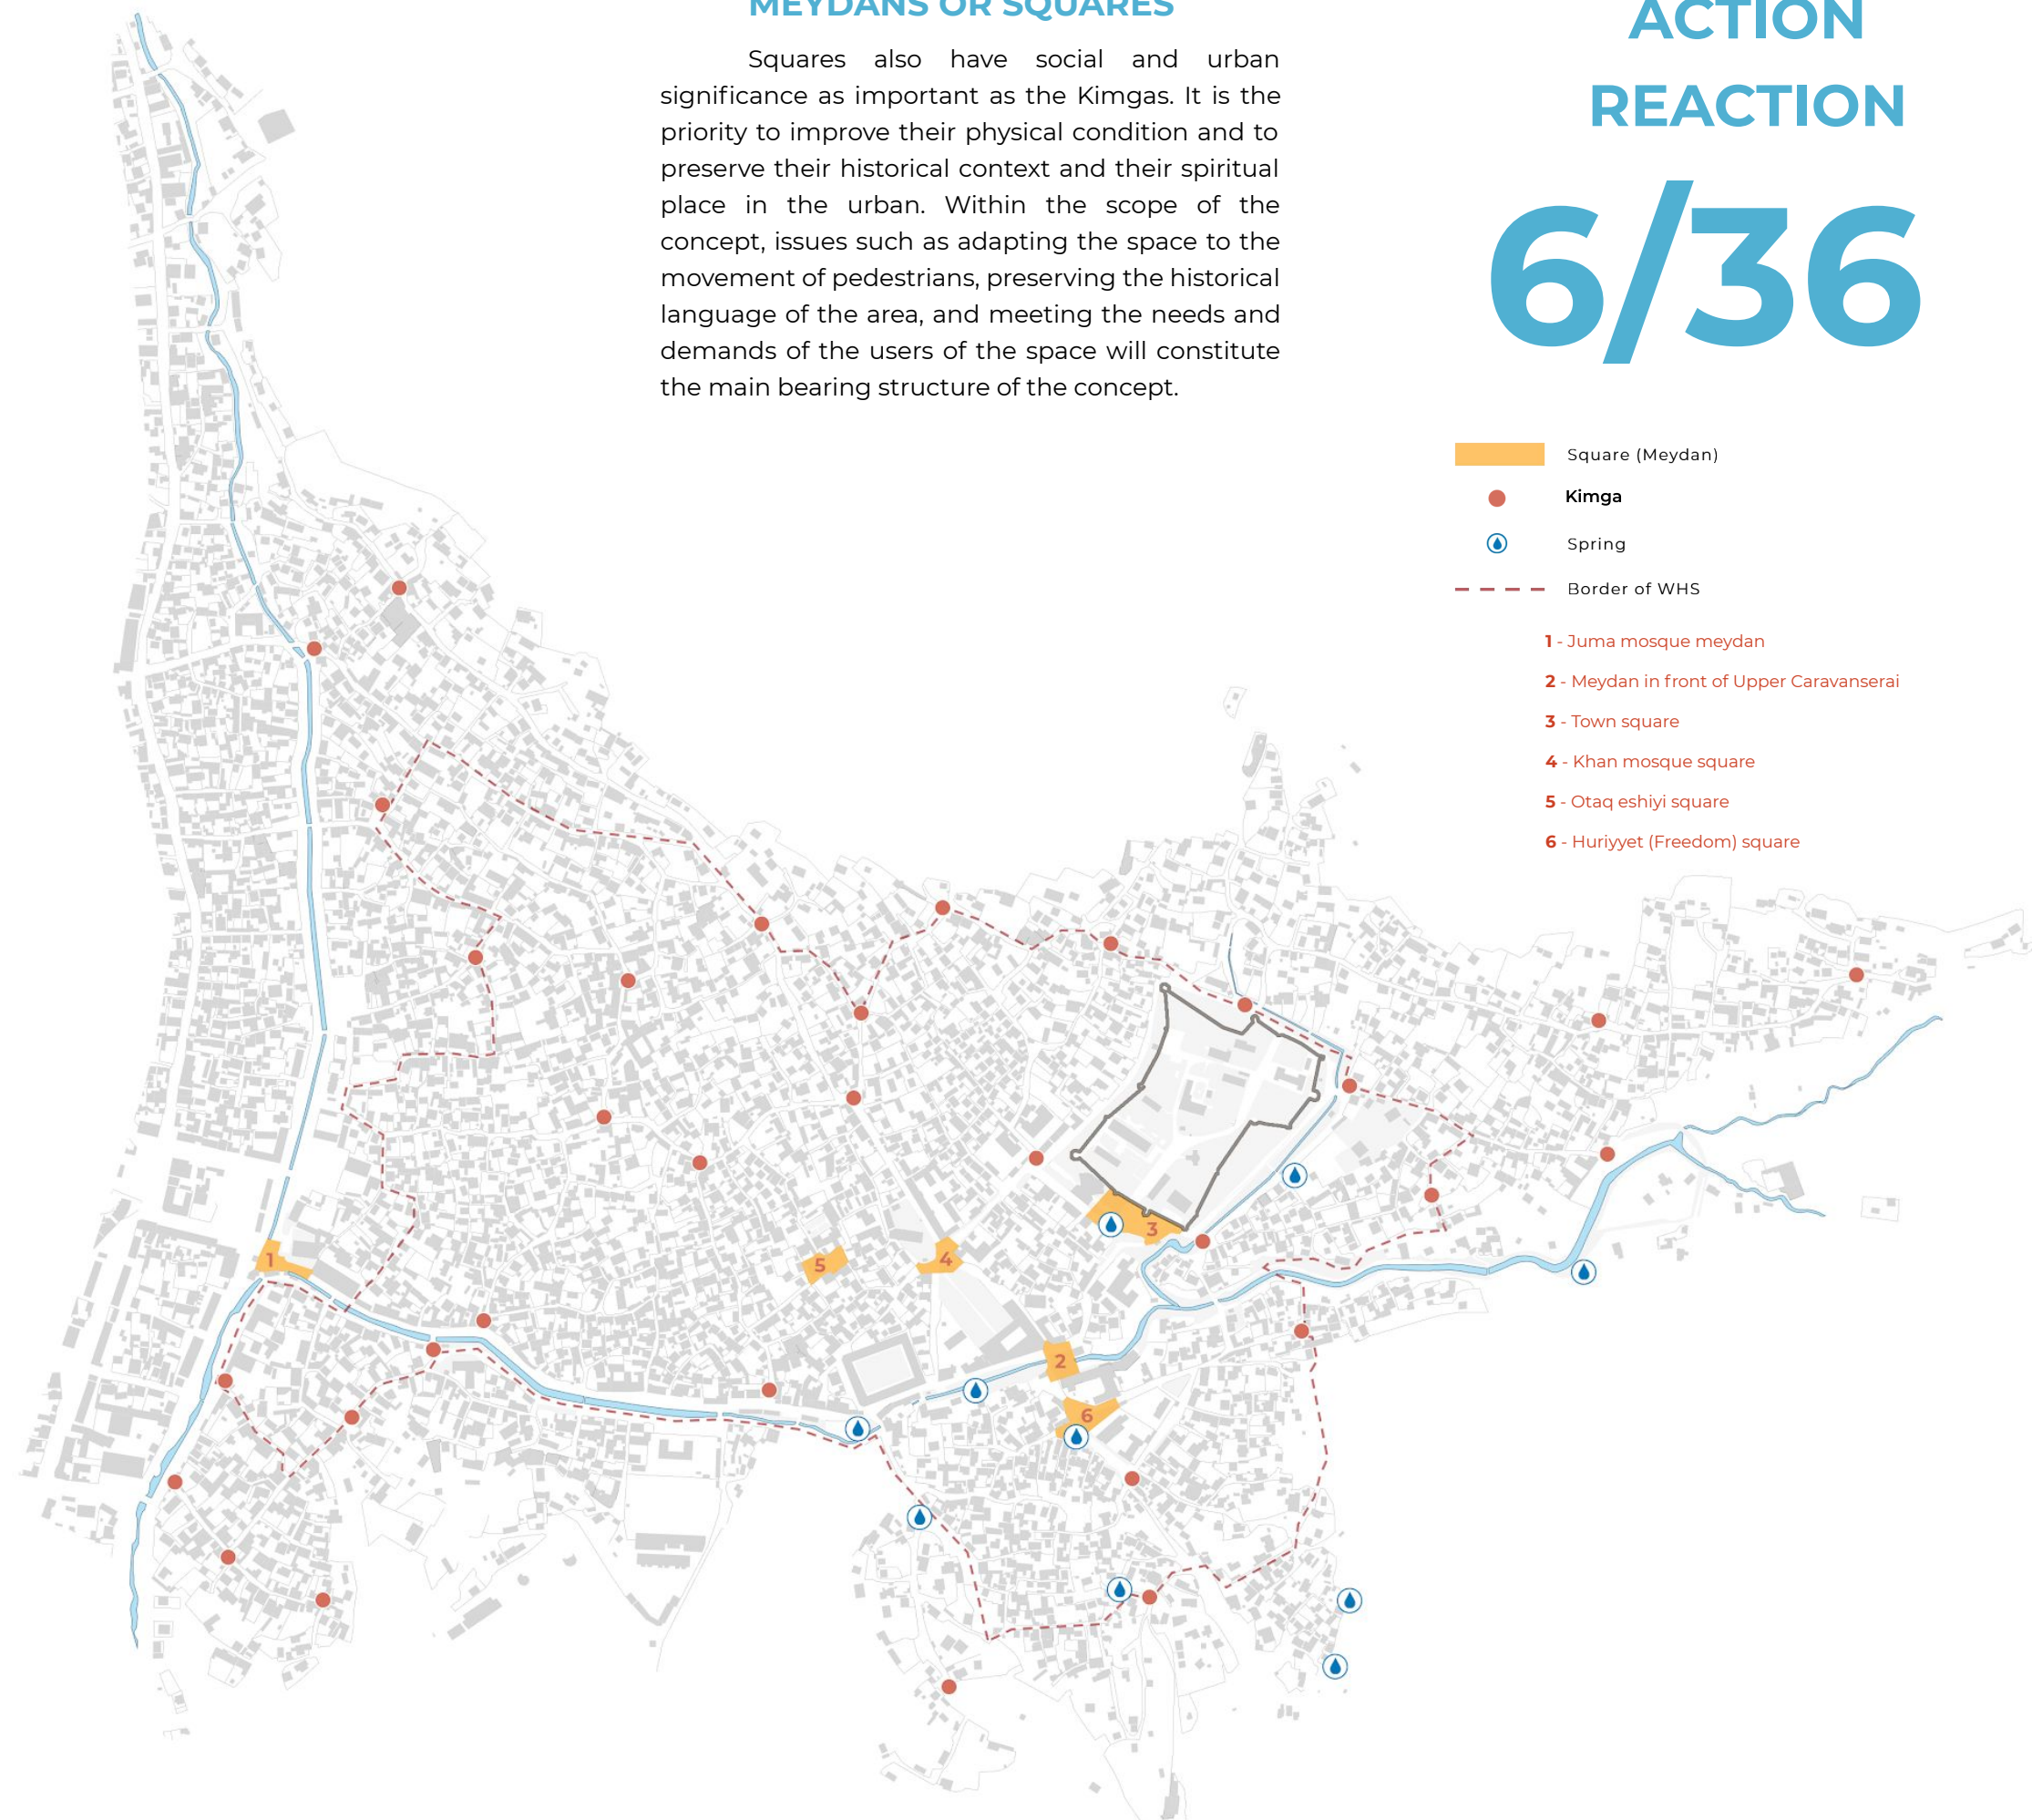 MEYDANS OR SQUARES
Squares also have social and urban
significance as important as the Kimgas. It is the
priority to improve their physical condition and to
preserve their historical context and their spiritual
place in the urban. Within the scope of the
concept, issues such as adapting the space to the
movement of pedestrians, preserving the historical
language of the area, and meeting the needs and
demands of the users of the space will constitute
the main bearing structure of the concept.
ACTION
REACTION
6/36
Square (Meydan)
Kimga
Spring
Border of WHS
1 - Juma mosque meydan
2 - Meydan in front of Upper Caravanserai
3 - Town square
4 - Khan mosque square
5 - Otaq eshiyi square
6 - Huriyyet (Freedom) square
3
1
5
4
2
6